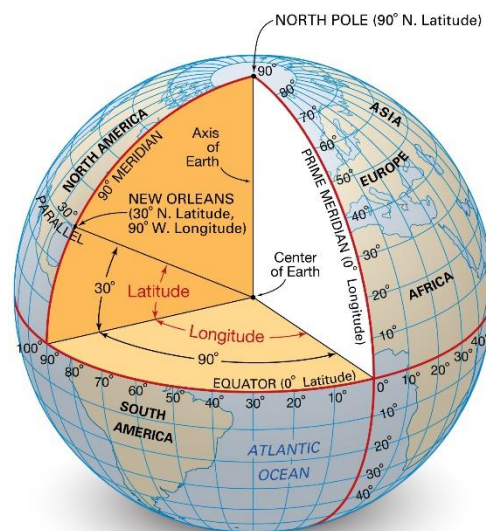 NORTH POLE (90° N. Latitude)
90°
80°
70°
60°
50°
40°
30°
20°
10°
ASIA
EUROPE
AFRICA
NORTH AMERICA
90° MERIDIAN
PRIME MERIDIAN (0° Longitude)
Axis
of
Earth
30°
PARALLEL
NEW ORLEANS
(30° N. Latitude,
90° W. Longitude)
Center
of Earth
30°
Latitude
Longitude
90°
EQUATOR (0° Latitude)
100° 90° 80° 70° 60° 50° 40° 30° 20° 10° 0° 10° 20° 30° 40°
SOUTH
AMERICA
ATLANTIC
OCEAN
10°
20°
30°
40°